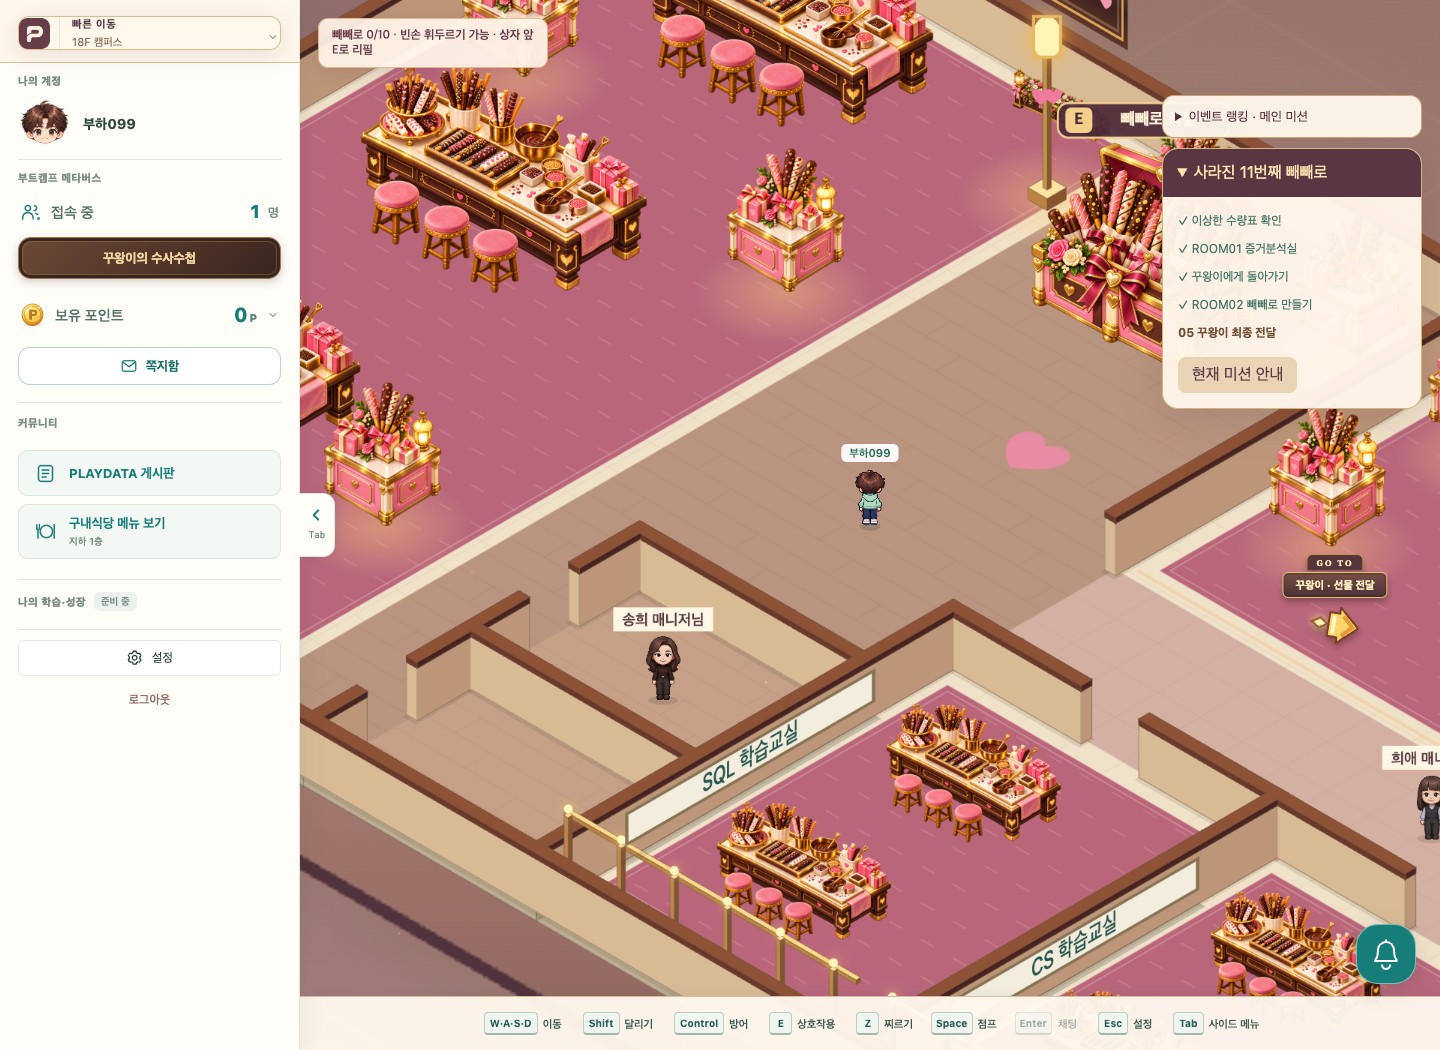 빠른 이동
18F 캠퍼스
나의 계정
부하099
부트캠프 메타버스
접속 중 1 명
꾸왕이의 수사수첩
P 보유 포인트 0 P
쪽지함
커뮤니티
PLAYDATA 게시판
구내식당 메뉴 보기
지하 1층
나의 학습·성장 준비 중
설정
로그아웃
빼빼로 0/10 · 빈손 휘두르기 가능 · 상자 앞
E로 리필
E 빼빼로
▶ 이벤트 랭킹 · 메인 미션
▼ 사라진 11번째 빼빼로
✓ 이상한 수량표 확인
✓ ROOM01 증거분석실
✓ 꾸왕이에게 돌아가기
✓ ROOM02 빼빼로 만들기
05 꾸왕이 최종 전달
현재 미션 안내
부하099
Tab
GO TO
꾸왕이 · 선물 전달
송희 매니저님
SQL 학습교실
희애 매니
CS 학습교실
W·A·S·D 이동 Shift 달리기 Control 방어 E 상호작용 Z 찌르기 Space 점프 Enter 채팅 Esc 설정 Tab 사이드 메뉴